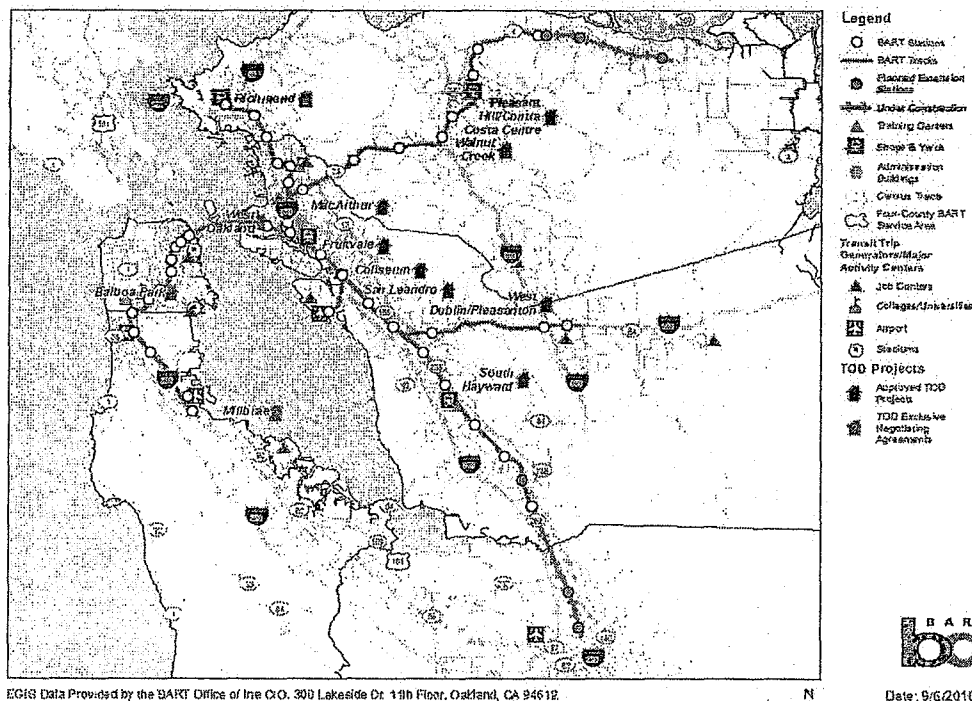 Legend
BART Stations
BART Tracks
Planned Extension
Stations
Under Construction
Training Centers
Shops & Yards
Administration
Buildings
Census Tracts
Four-County BART
Service Area
Transit Trip
Generators/Major
Activity Centers
Job Centers
Colleges/Universities
Airport
Stadiums
TOD Projects
Approved TOD
Projects
TOD Exclusive
Negotiating
Agreements
Richmond
Pleasant
Hill/Contra
Costa Centre
Walnut
Creek
MacArthur
West
Oakland
Fruitvale
Coliseum
San Leandro
Balboa Park
West
Dublin/Pleasanton
South
Hayward
Millbrae
101
101
BAR
EGIS Data Provided by the BART Office of the CIO. 300 Lakeside Dr. 11th Floor, Oakland, CA 94612
N
Date: 9/6/2016